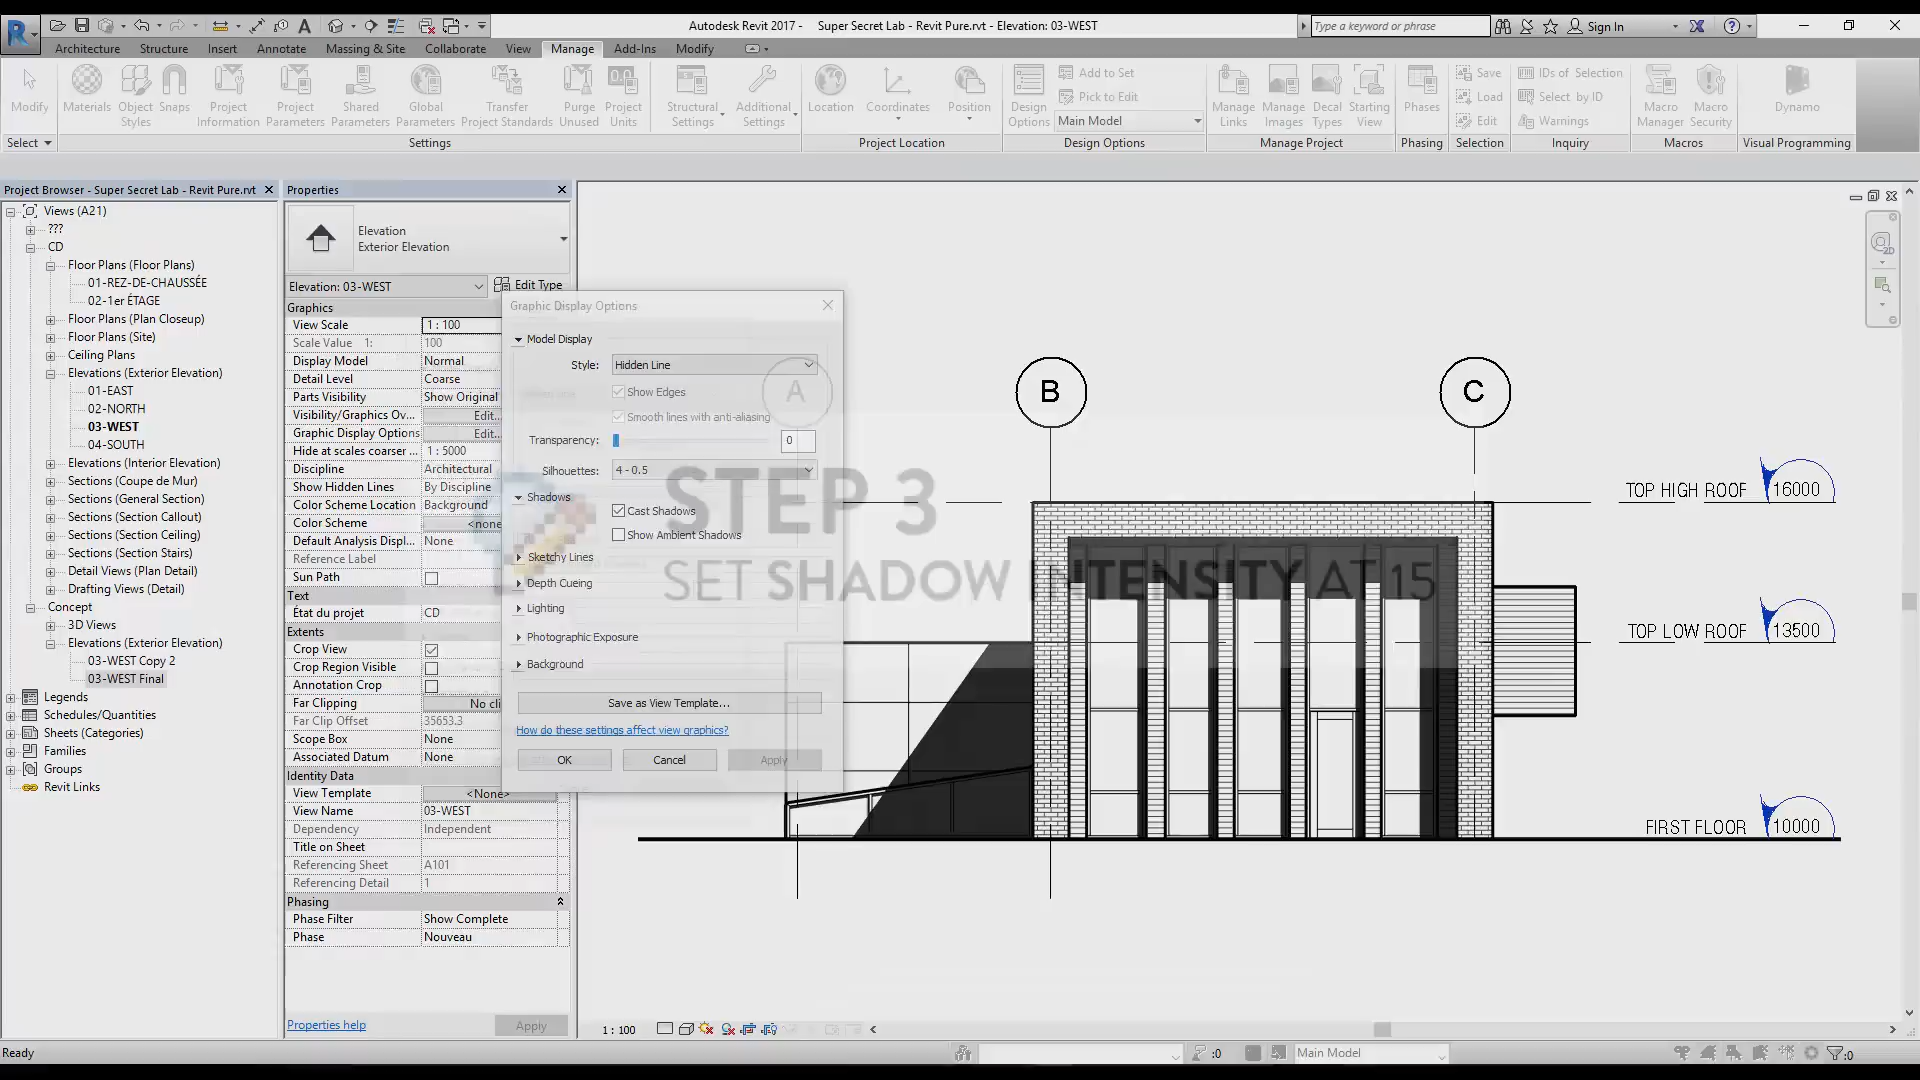 Autodesk Revit 2017 - Super Secret Lab - Revit Pure.rvt - Elevation: 03-WEST
Type a keyword or phrase
Sign In
Architecture Structure Insert Annotate Massing & Site Collaborate View Manage Add-Ins Modify
Modify
Materials
Object Styles
Snaps
Project Information
Project Parameters
Shared Parameters
Global Parameters
Transfer Project Standards
Purge Unused
Project Units
Structural Settings
Additional Settings
Location
Coordinates
Position
Design Options
Add to Set
Pick to Edit
Main Model
Manage Links
Manage Images
Decal Types
Starting View
Phases
Save
Load
Edit
IDs of Selection
Select by ID
Warnings
Macro Manager
Macro Security
Dynamo
Select
Settings
Project Location
Design Options
Manage Project
Phasing
Selection
Inquiry
Macros
Visual Programming
Project Browser - Super Secret Lab - Revit Pure.rvt
Views (A21)
???
CD
Floor Plans (Floor Plans)
01-REZ-DE-CHAUSSÉE
02-1er ÉTAGE
Floor Plans (Plan Closeup)
Floor Plans (Site)
Ceiling Plans
Elevations (Exterior Elevation)
01-EAST
02-NORTH
03-WEST
04-SOUTH
Elevations (Interior Elevation)
Sections (Coupe de Mur)
Sections (General Section)
Sections (Section Callout)
Sections (Section Ceiling)
Sections (Section Stairs)
Detail Views (Plan Detail)
Drafting Views (Detail)
Concept
3D Views
Elevations (Exterior Elevation)
03-WEST Copy 2
03-WEST Final
Legends
Schedules/Quantities
Sheets (Categories)
Families
Groups
Revit Links
Properties
Elevation
Exterior Elevation
Elevation: 03-WEST
Edit Type
Graphics
View Scale 1 : 100
Scale Value 1: 100
Display Model Normal
Detail Level Coarse
Parts Visibility Show Original
Visibility/Graphics Ov... Edit...
Graphic Display Options Edit...
Hide at scales coarser ... 1 : 5000
Discipline Architectural
Show Hidden Lines By Discipline
Color Scheme Location Background
Color Scheme <none
Default Analysis Displ... None
Reference Label
Sun Path
Text
État du projet CD
Extents
Crop View
Crop Region Visible
Annotation Crop
Far Clipping No cli
Far Clip Offset 35653.3
Scope Box None
Associated Datum None
Identity Data
View Template <None>
View Name 03-WEST
Dependency Independent
Title on Sheet
Referencing Sheet A101
Referencing Detail 1
Phasing
Phase Filter Show Complete
Phase Nouveau
Properties help
Apply
Graphic Display Options
Model Display
Style: Hidden Line
Show Edges
Smooth lines with anti-aliasing
Transparency: 0
Silhouettes: 4 - 0.5
Shadows
Cast Shadows
Show Ambient Shadows
Sketchy Lines
Depth Cueing
Lighting
Photographic Exposure
Background
Save as View Template...
How do these settings affect view graphics?
OK Cancel Apply
STEP 3
SET SHADOW INTENSITY AT 15
A
B
C
TOP HIGH ROOF 16000
TOP LOW ROOF 13500
FIRST FLOOR 10000
1 : 100
Ready
:0
Main Model
:0